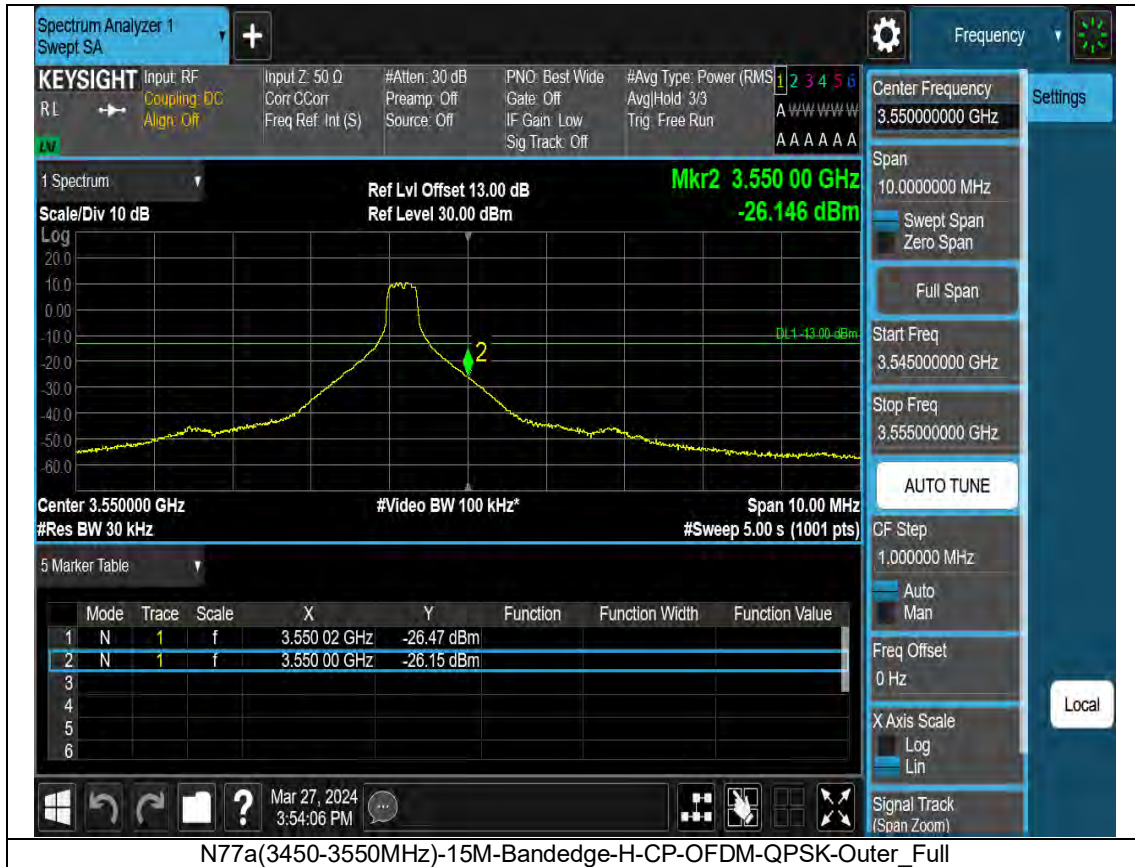 Spectrum Analyzer 1
Swept SA
+
Frequency
KEYSIGHT
RL
Input: RF
Coupling: DC
Align: Off
Input Z: 50 Ω
Corr CCorr
Freq Ref: Int (S)
#Atten: 30 dB
Preamp: Off
Source: Off
PNO: Best Wide
Gate: Off
IF Gain: Low
Sig Track: Off
#Avg Type: Power (RMS
Avg|Hold: 3/3
Trig: Free Run
1 2 3 4 5 6
A W W W W W
A A A A A A
1 Spectrum
Scale/Div 10 dB
Ref Lvl Offset 13.00 dB
Ref Level 30.00 dBm
Mkr2 3.550 00 GHz
-26.146 dBm
Log
20.0
10.0
0.00
-10.0
-20.0
-30.0
-40.0
-50.0
-60.0
DL1 -13.00 dBm
2
Center 3.550000 GHz
#Res BW 30 kHz
#Video BW 100 kHz*
Span 10.00 MHz
#Sweep 5.00 s (1001 pts)
5 Marker Table
Mode Trace Scale X Y Function Function Width Function Value
1 N 1 f 3.550 02 GHz -26.47 dBm
2 N 1 f 3.550 00 GHz -26.15 dBm
3
4
5
6
Center Frequency
3.550000000 GHz
Settings
Span
10.0000000 MHz
Swept Span
Zero Span
Full Span
Start Freq
3.545000000 GHz
Stop Freq
3.555000000 GHz
AUTO TUNE
CF Step
1.000000 MHz
Auto
Man
Freq Offset
0 Hz
X Axis Scale
Log
Lin
Signal Track
(Span Zoom)
Local
?
Mar 27, 2024
3:54:06 PM
N77a(3450-3550MHz)-15M-Bandedge-H-CP-OFDM-QPSK-Outer_Full